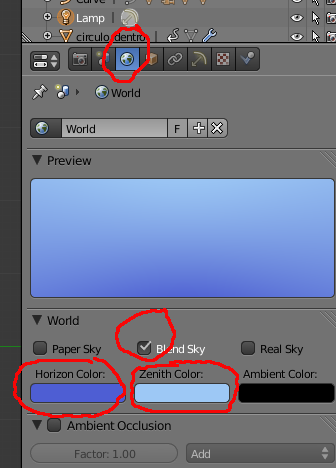 Curve
Lamp
circulo dentro
World
World F
Preview
World
Paper Sky Blend Sky Real Sky
Horizon Color: Zenith Color: Ambient Color:
Ambient Occlusion
Factor: 1.00 Add